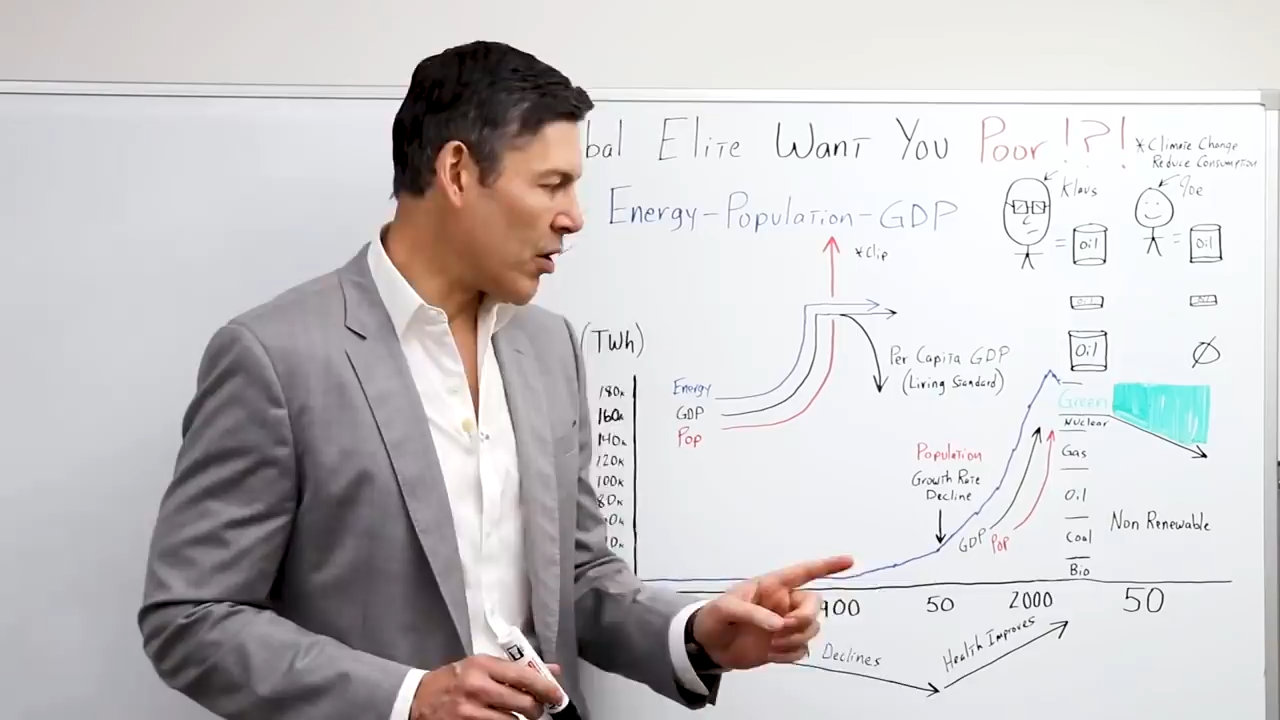 bal Elite Want You Poor!?!
*Climate Change
Reduce Consumption
Energy-Population-GDP
Klaus
Joe
= Oil
= Oil
*Clip
Oil
Oil
(TWh)
Per Capita GDP
(Living Standard)
Oil
Ø
Energy
GDP
Pop
180k
160k
140k
120k
100k
80k
Green
Nuclear
Gas
Oil
Coal
Bio
Population
Growth Rate
Decline
GDP Pop
Non Renewable
900 50 2000 50
Declines
Health Improves